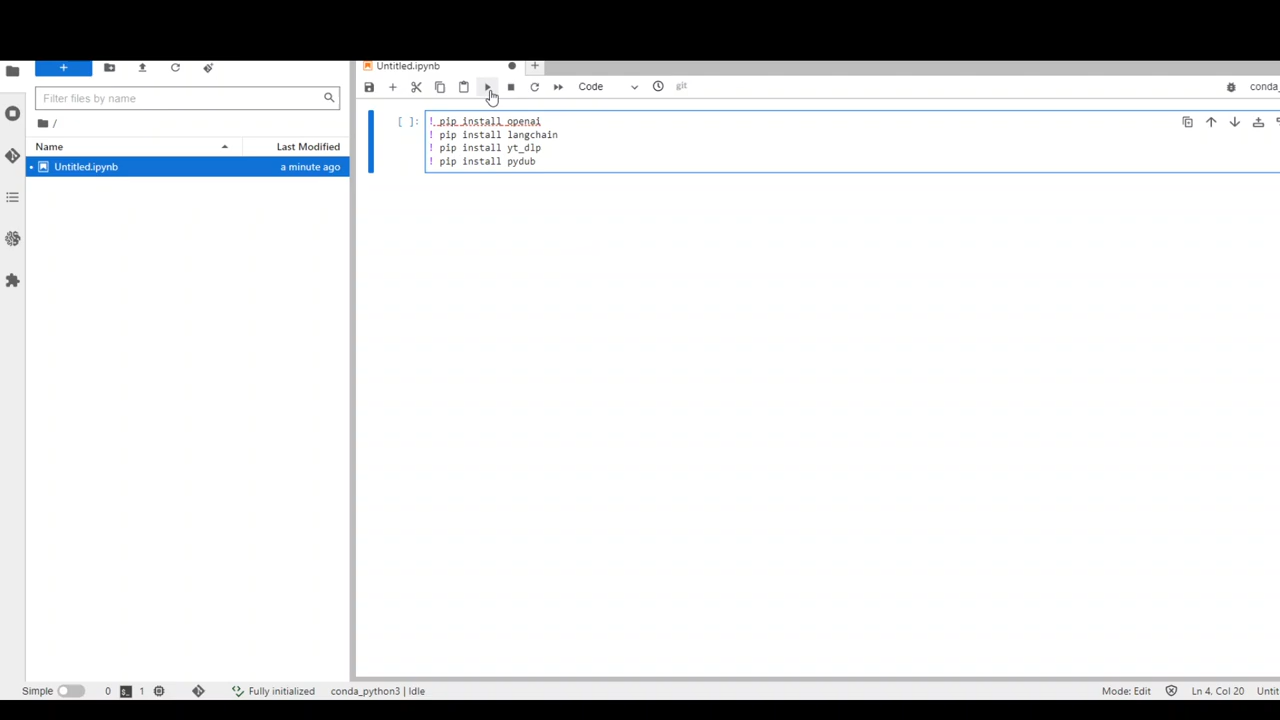 Untitled.ipynb
+
Code
git
conda_
Filter files by name
/
Name
Last Modified
Untitled.ipynb
a minute ago
[ ]:
! pip install openai
! pip install langchain
! pip install yt_dlp
! pip install pydub
Simple
0
1
Fully initialized
conda_python3 | Idle
Mode: Edit
Ln 4, Col 20
Untit